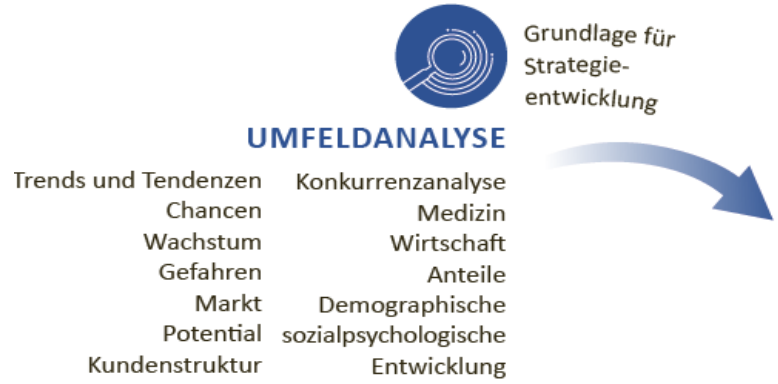 Grundlage für
Strategie-
entwicklung
UMFELDANALYSE
Trends und Tendenzen
Chancen
Wachstum
Gefahren
Markt
Potential
Kundenstruktur
Konkurrenzanalyse
Medizin
Wirtschaft
Anteile
Demographische
sozialpsychologische
Entwicklung